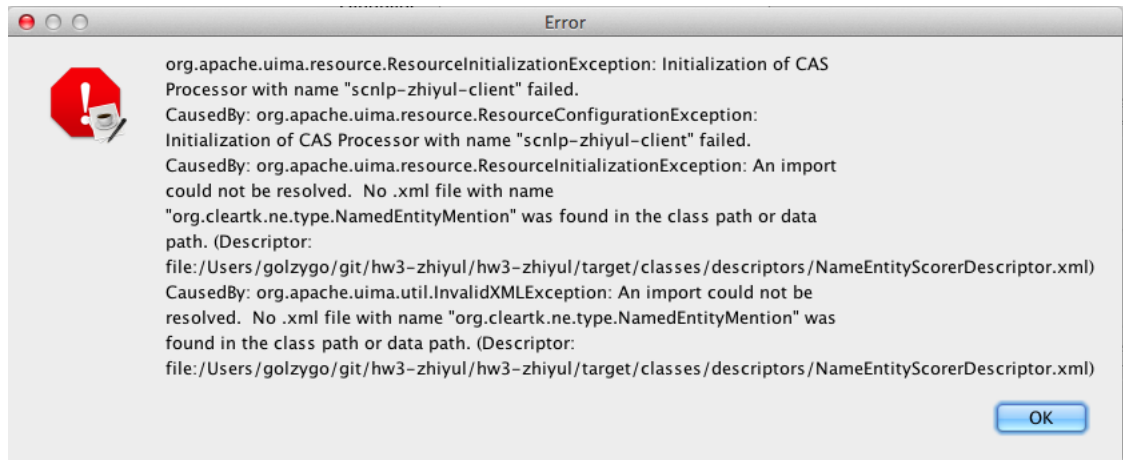 Error
org.apache.uima.resource.ResourceInitializationException: Initialization of CAS
Processor with name "scnlp-zhiyul-client" failed.
CausedBy: org.apache.uima.resource.ResourceConfigurationException:
Initialization of CAS Processor with name "scnlp-zhiyul-client" failed.
CausedBy: org.apache.uima.resource.ResourceInitializationException: An import
could not be resolved.  No .xml file with name
"org.cleartk.ne.type.NamedEntityMention" was found in the class path or data
path. (Descriptor:
file:/Users/golzygo/git/hw3-zhiyul/hw3-zhiyul/target/classes/descriptors/NameEntityScorerDescriptor.xml)
CausedBy: org.apache.uima.util.InvalidXMLException: An import could not be
resolved.  No .xml file with name "org.cleartk.ne.type.NamedEntityMention" was
found in the class path or data path. (Descriptor:
file:/Users/golzygo/git/hw3-zhiyul/hw3-zhiyul/target/classes/descriptors/NameEntityScorerDescriptor.xml)
OK